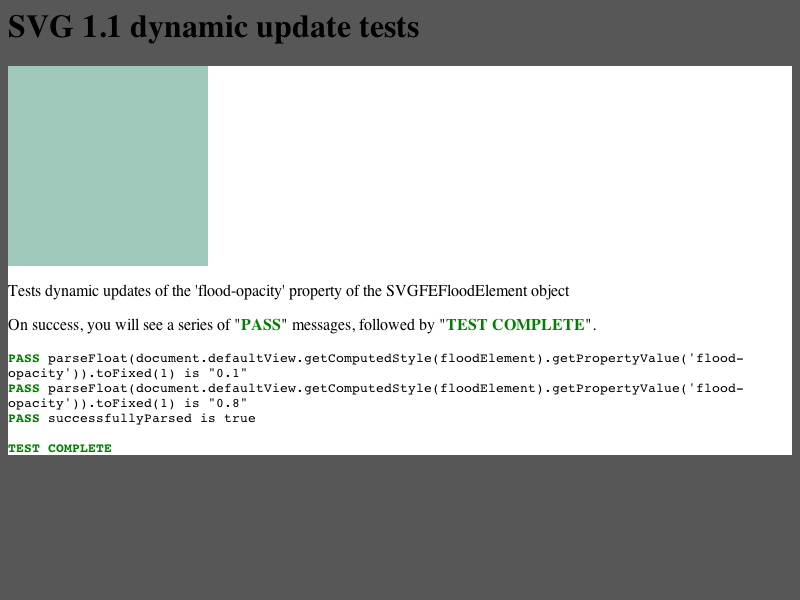 SVG 1.1 dynamic update tests
Tests dynamic updates of the 'flood-opacity' property of the SVGFEFloodElement object
On success, you will see a series of "PASS" messages, followed by "TEST COMPLETE".
PASS parseFloat(document.defaultView.getComputedStyle(floodElement).getPropertyValue('flood-
opacity')).toFixed(1) is "0.1"
PASS parseFloat(document.defaultView.getComputedStyle(floodElement).getPropertyValue('flood-
opacity')).toFixed(1) is "0.8"
PASS successfullyParsed is true
TEST COMPLETE